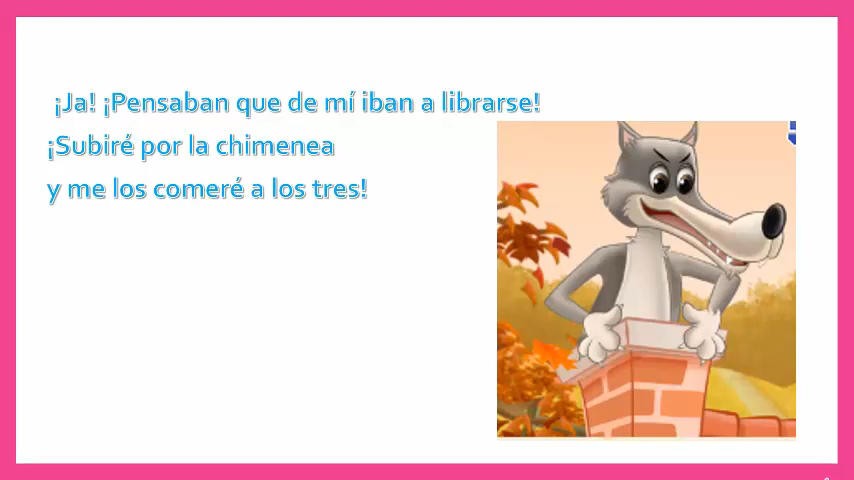 ¡Ja! ¡Pensaban que de mí iban a librarse!
¡Subiré por la chimenea
y me los comeré a los tres!